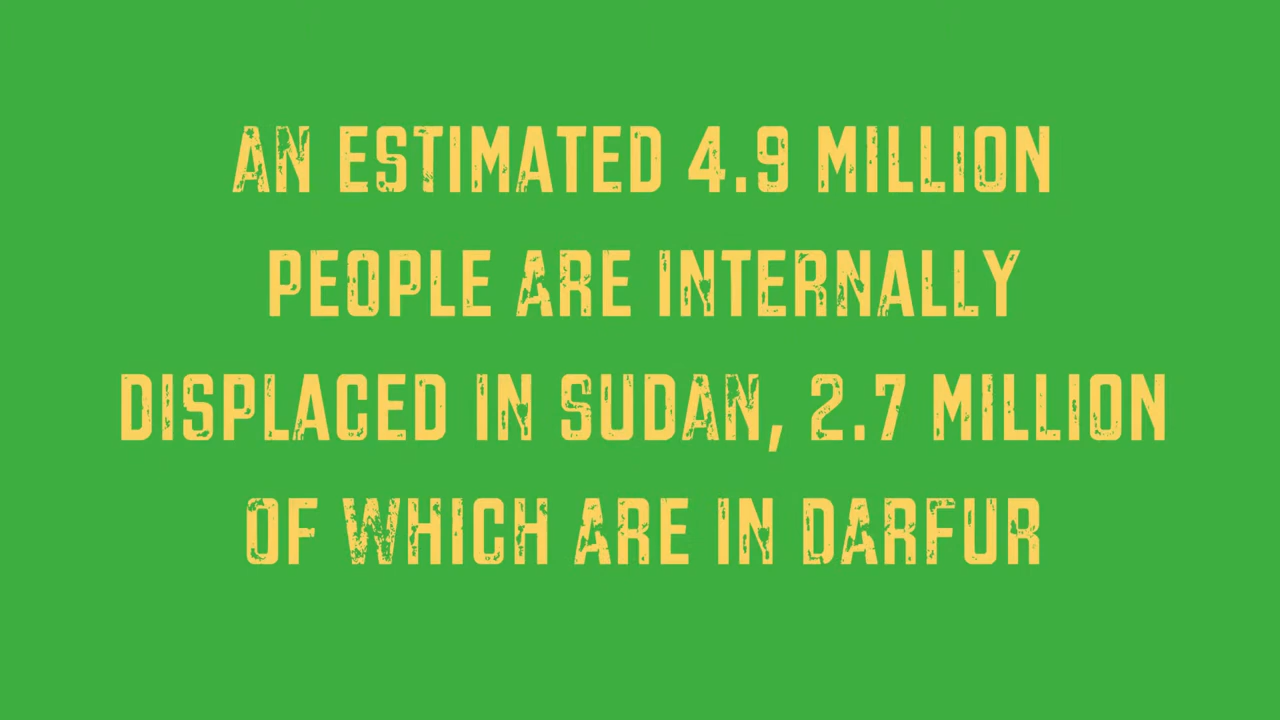 AN ESTIMATED 4.9 MILLION
PEOPLE ARE INTERNALLY
DISPLACED IN SUDAN, 2.7 MILLION
OF WHICH ARE IN DARFUR